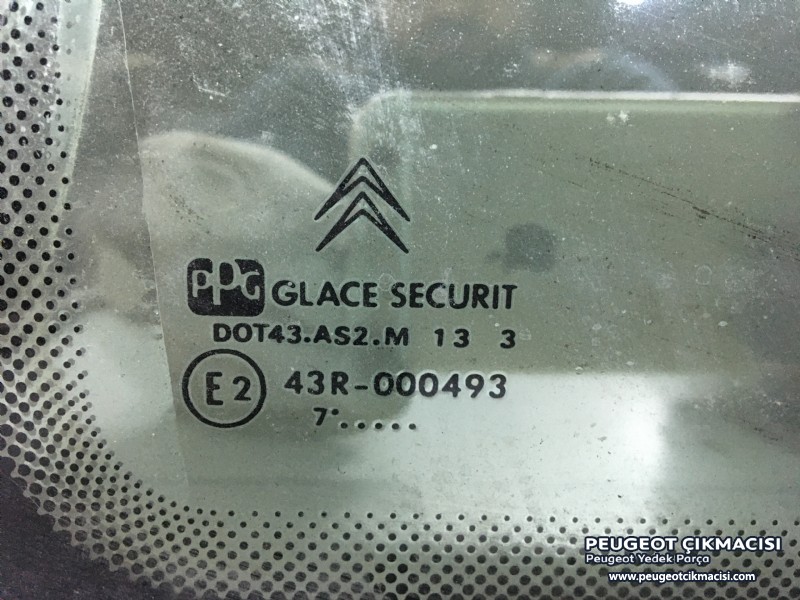 PPG GLACE SECURIT
DOT43.AS2.M 13 3
E2 43R-000493
7·.....
PEUGEOT ÇIKMACISI
Peugeot Yedek Parça
www.peugeotcikmacisi.com